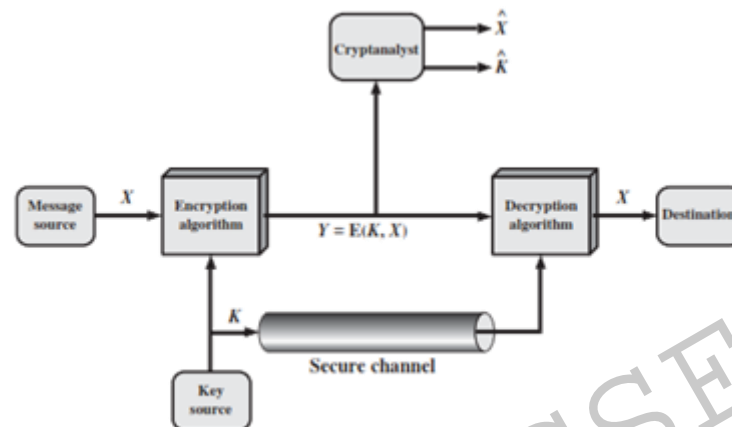 X̂
Cryptanalyst
K̂
Message
source
X
Encryption
algorithm
Y = E(K, X)
Decryption
algorithm
X
Destination
K
Secure channel
Key
source